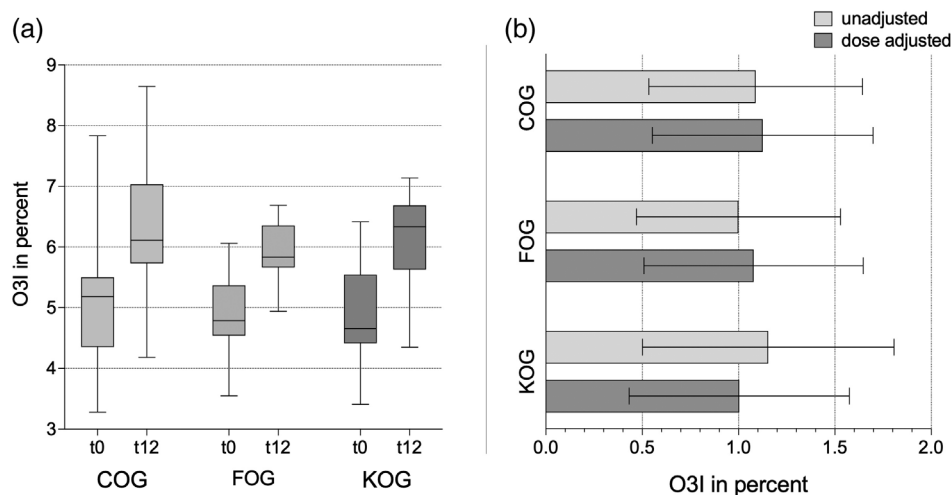 (a)
O3I in percent
9
8
7
6
5
4
3
t0 t12 t0 t12 t0 t12
COG FOG KOG
(b)
unadjusted
dose adjusted
COG
FOG
KOG
0.0 0.5 1.0 1.5 2.0
O3I in percent